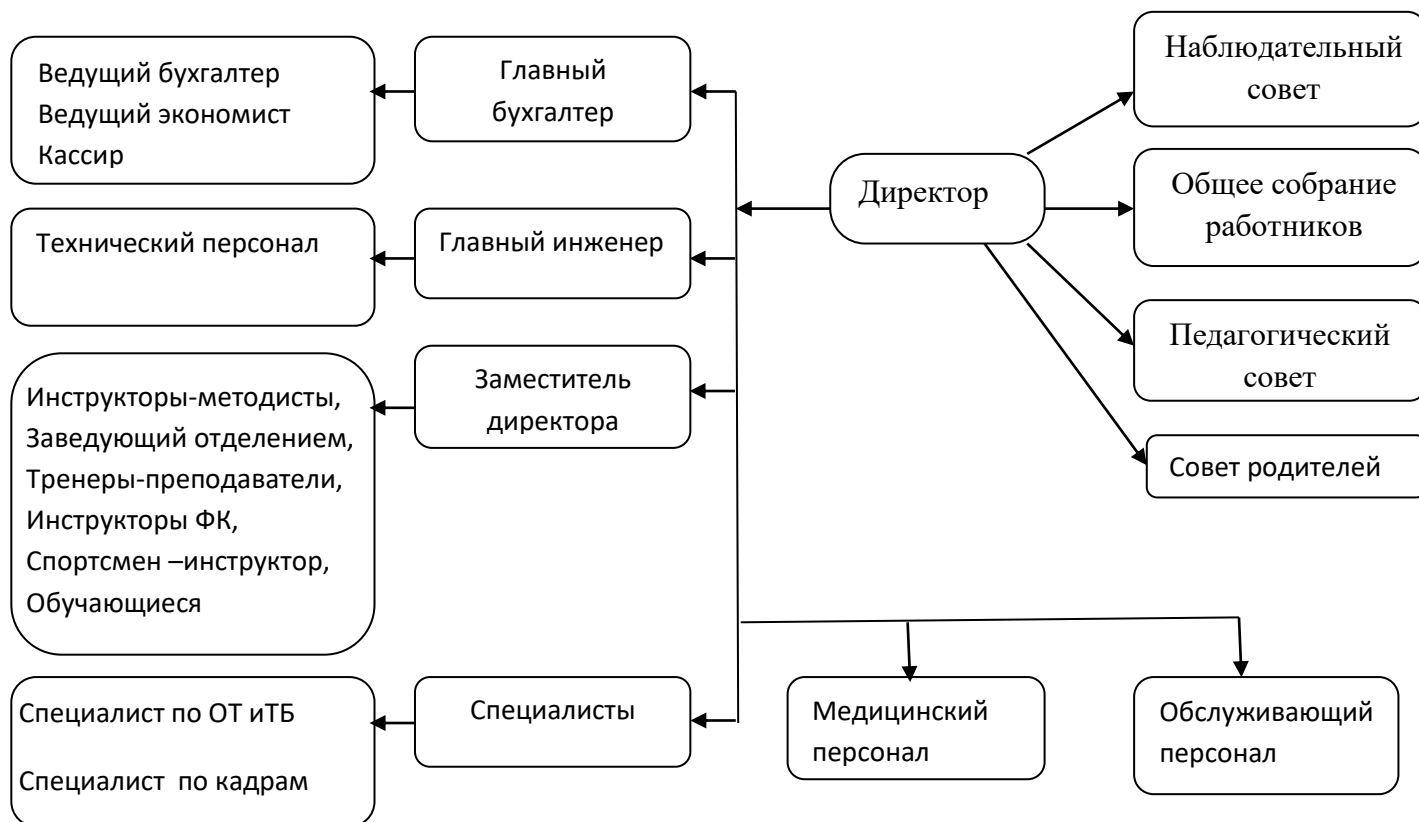 Ведущий бухгалтер
Ведущий экономист
Кассир
Главный
бухгалтер
Наблюдательный
совет
Директор
Общее собрание
работников
Технический персонал
Главный инженер
Педагогический
совет
Инструкторы-методисты,
Заведующий отделением,
Тренеры-преподаватели,
Инструкторы ФК,
Спортсмен –инструктор,
Обучающиеся
Заместитель
директора
Совет родителей
Специалист по ОТ иТБ
Специалист по кадрам
Специалисты
Медицинский
персонал
Обслуживающий
персонал